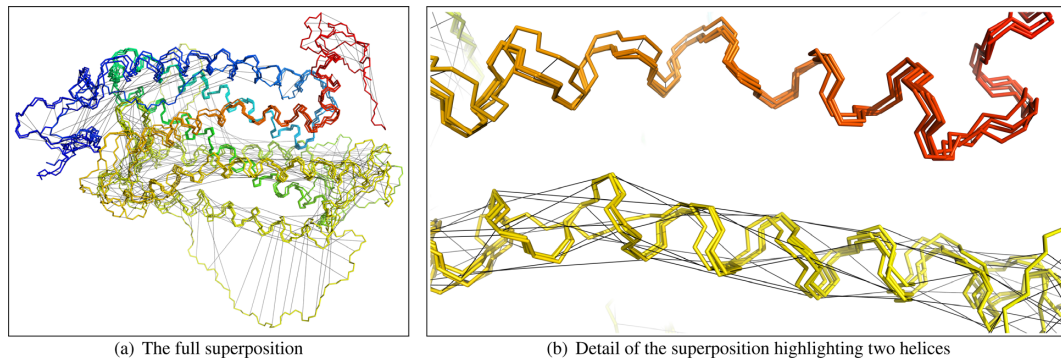 (a) The full superposition
(b) Detail of the superposition highlighting two helices